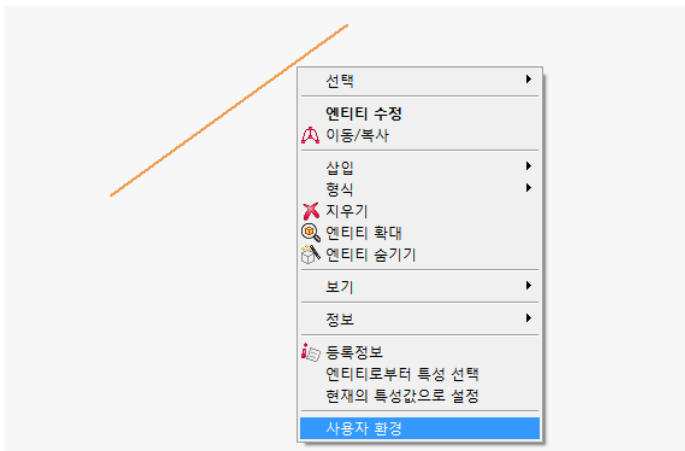 선택
엔티티 수정
이동/복사
삽입
형식
지우기
엔티티 확대
엔티티 숨기기
보기
정보
등록정보
엔티티로부터 특성 선택
현재의 특성값으로 설정
사용자 환경